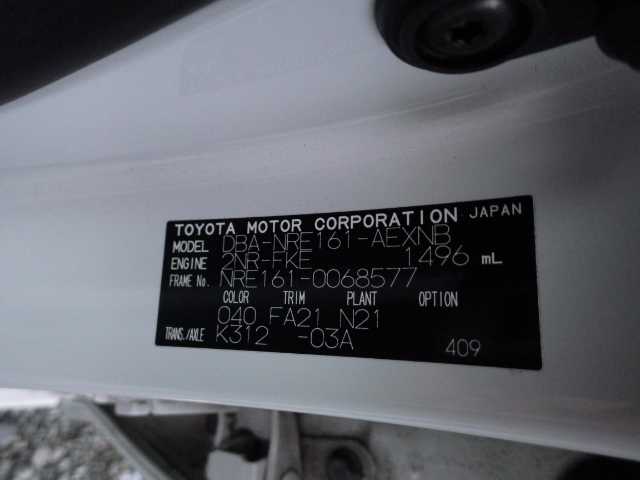 TOYOTA MOTOR CORPORATION JAPAN
MODEL DBA-NRE161-AEXNB
ENGINE 2NR-FKE 1496 mL
FRAME No. NRE161-0068577
COLOR TRIM PLANT OPTION
040 FA21 N21
TRANS./AXLE K312 -03A
409